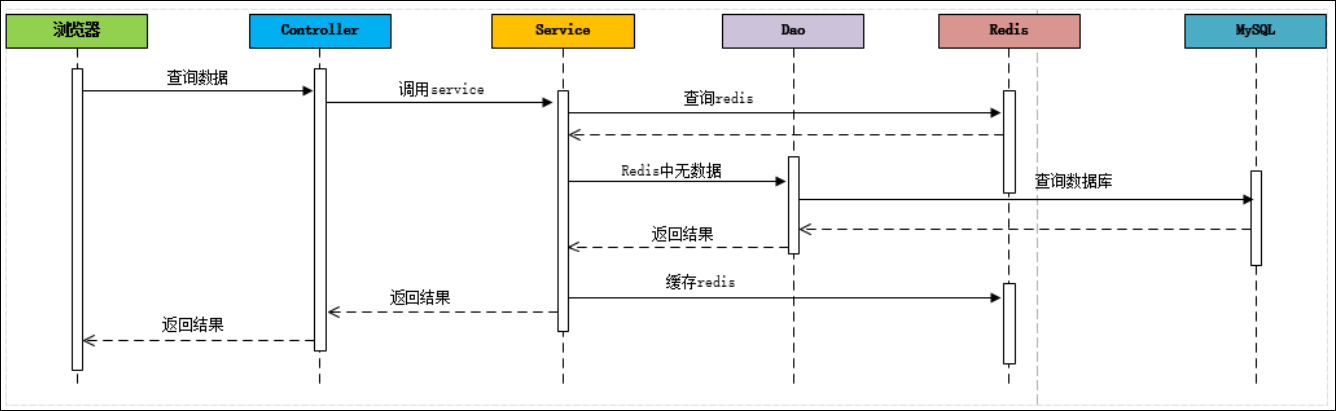 浏览器
Controller
Service
Dao
Redis
MySQL
查询数据
调用service
查询redis
Redis中无数据
查询数据库
返回结果
缓存redis
返回结果
返回结果